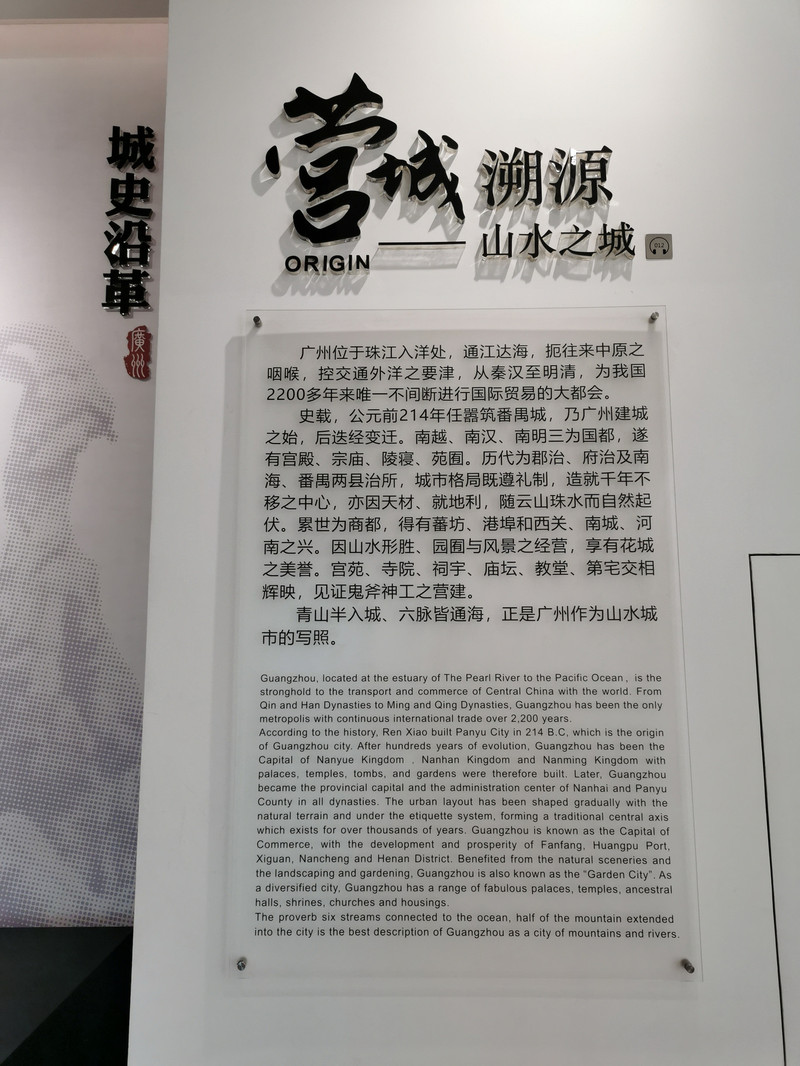 城史沿革
廣州
营城
溯源
ORIGIN
山水之城
012
广州位于珠江入洋处，通江达海，扼往来中原之
咽喉，控交通外洋之要津，从秦汉至明清，为我国
2200多年来唯一不间断进行国际贸易的大都会。
史载，公元前214年任嚣筑番禺城，乃广州建城
之始，后迭经变迁。南越、南汉、南明三为国都，遂
有宫殿、宗庙、陵寝、苑囿。历代为郡治、府治及南
海、番禺两县治所，城市格局既遵礼制，造就千年不
移之中心，亦因天材、就地利，随云山珠水而自然起
伏。累世为商都，得有蕃坊、港埠和西关、南城、河
南之兴。因山水形胜、园囿与风景之经营，享有花城
之美誉。宫苑、寺院、祠宇、庙坛、教堂、第宅交相
辉映，见证鬼斧神工之营建。
青山半入城、六脉皆通海，正是广州作为山水城
市的写照。
Guangzhou, located at the estuary of The Pearl River to the Pacific Ocean, is the
stronghold to the transport and commerce of Central China with the world. From
Qin and Han Dynasties to Ming and Qing Dynasties, Guangzhou has been the only
metropolis with continuous international trade over 2,200 years.
According to the history, Ren Xiao built Panyu City in 214 B.C, which is the origin
of Guangzhou city. After hundreds years of evolution, Guangzhou has been the
Capital of Nanyue Kingdom , Nanhan Kingdom and Nanming Kingdom with
palaces, temples, tombs, and gardens were therefore built. Later, Guangzhou
became the provincial capital and the administration center of Nanhai and Panyu
County in all dynasties. The urban layout has been shaped gradually with the
natural terrain and under the etiquette system, forming a traditional central axis
which exists for over thousands of years. Guangzhou is known as the Capital of
Commerce, with the development and prosperity of Fanfang, Huangpu Port,
Xiguan, Nancheng and Henan District. Benefited from the natural sceneries and
the landscaping and gardening, Guangzhou is also known as the "Garden City". As
a diversified city, Guangzhou has a range of fabulous palaces, temples, ancestral
halls, shrines, churches and housings.
The proverb six streams connected to the ocean, half of the mountain extended
into the city is the best description of Guangzhou as a city of mountains and rivers.